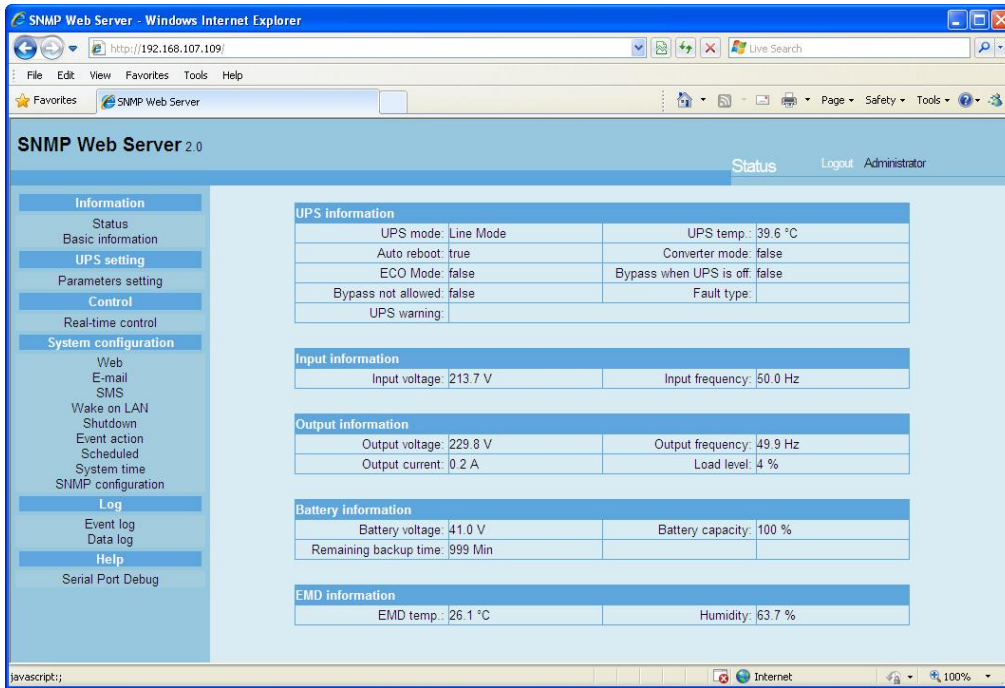 SNMP Web Server - Windows Internet Explorer
http://192.168.107.109/
Live Search
File Edit View Favorites Tools Help
Favorites SNMP Web Server Page Safety Tools
SNMP Web Server 2.0
Status Logout Administrator
Information
Status
Basic information
UPS setting
Parameters setting
Control
Real-time control
System configuration
Web
E-mail
SMS
Wake on LAN
Shutdown
Event action
Scheduled
System time
SNMP configuration
Log
Event log
Data log
Help
Serial Port Debug
UPS information
UPS mode: Line Mode UPS temp.: 39.6 °C
Auto reboot: true Converter mode: false
ECO Mode: false Bypass when UPS is off: false
Bypass not allowed: false Fault type:
UPS warning:
Input information
Input voltage: 213.7 V Input frequency: 50.0 Hz
Output information
Output voltage: 229.8 V Output frequency: 49.9 Hz
Output current: 0.2 A Load level: 4 %
Battery information
Battery voltage: 41.0 V Battery capacity: 100 %
Remaining backup time: 999 Min
EMD information
EMD temp.: 26.1 °C Humidity: 63.7 %
javascript:; Internet 100%